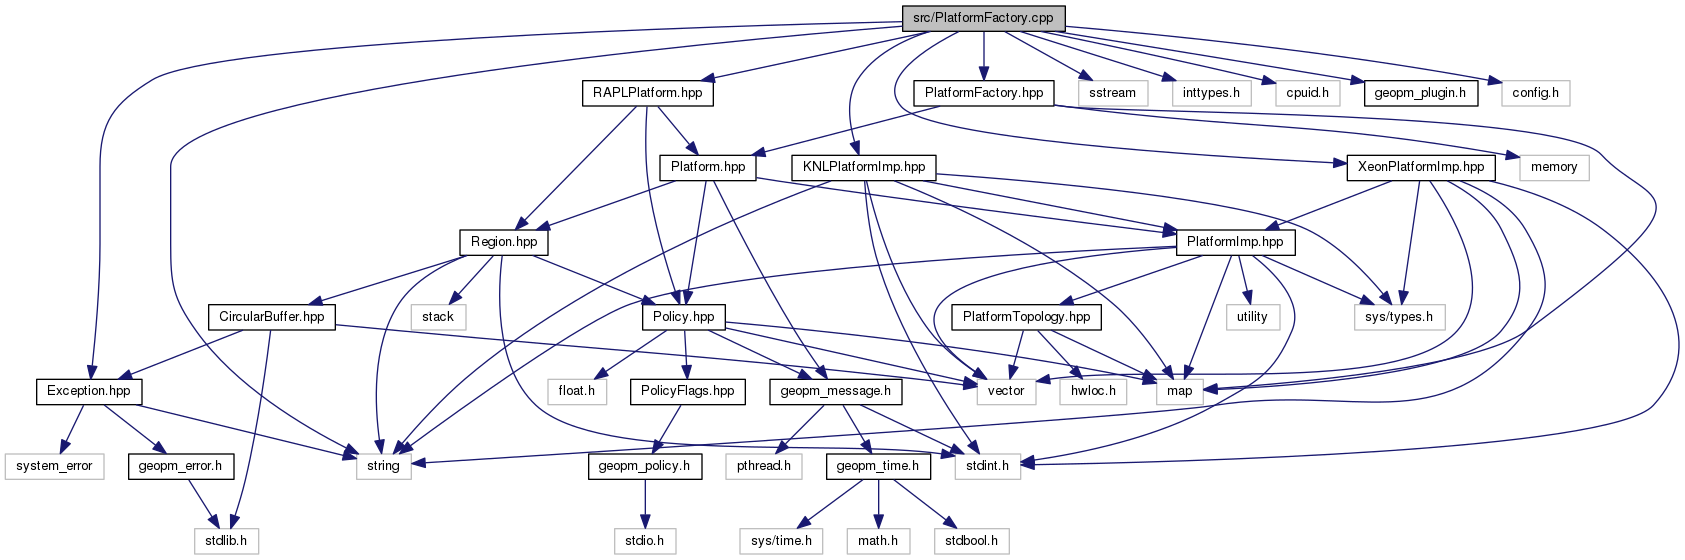 src/PlatformFactory.cpp
RAPLPlatform.hpp
PlatformFactory.hpp
sstream
inttypes.h
cpuid.h
geopm_plugin.h
config.h
Platform.hpp
KNLPlatformImp.hpp
XeonPlatformImp.hpp
memory
Region.hpp
PlatformImp.hpp
CircularBuffer.hpp
stack
Policy.hpp
PlatformTopology.hpp
utility
sys/types.h
Exception.hpp
float.h
PolicyFlags.hpp
geopm_message.h
vector
hwloc.h
map
system_error
geopm_error.h
string
geopm_policy.h
pthread.h
geopm_time.h
stdint.h
stdlib.h
stdio.h
sys/time.h
math.h
stdbool.h